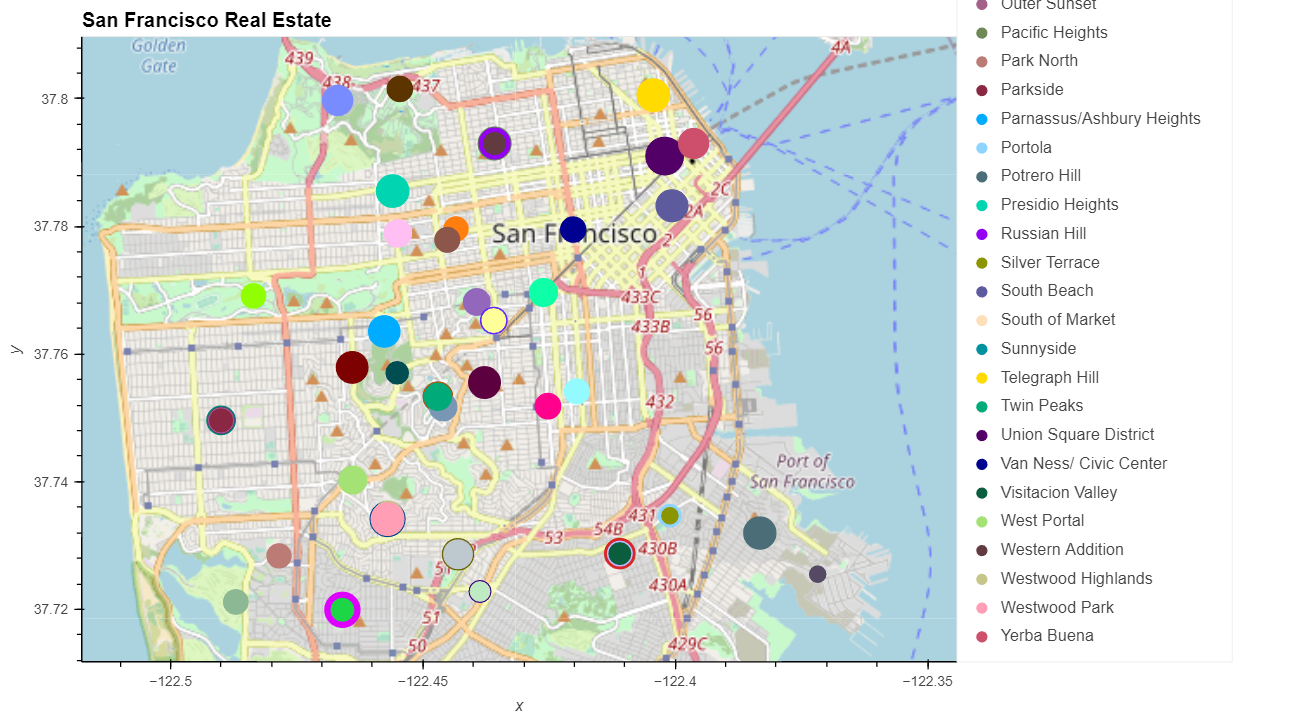 San Francisco Real Estate
Outer Sunset
Pacific Heights
Park North
Parkside
Parnassus/Ashbury Heights
Portola
Potrero Hill
Presidio Heights
Russian Hill
Silver Terrace
South Beach
South of Market
Sunnyside
Telegraph Hill
Twin Peaks
Union Square District
Van Ness/ Civic Center
Visitacion Valley
West Portal
Western Addition
Westwood Highlands
Westwood Park
Yerba Buena
Golden
Gate
439
438
437
4A
2C
2A
2
1
San Francisco
433C
433B
56
56
432
Port of
San Francisco
431
54B
53
430B
430A
51
50
429C
37.8
37.78
37.76
37.74
37.72
y
−122.5
−122.45
−122.4
−122.35
x